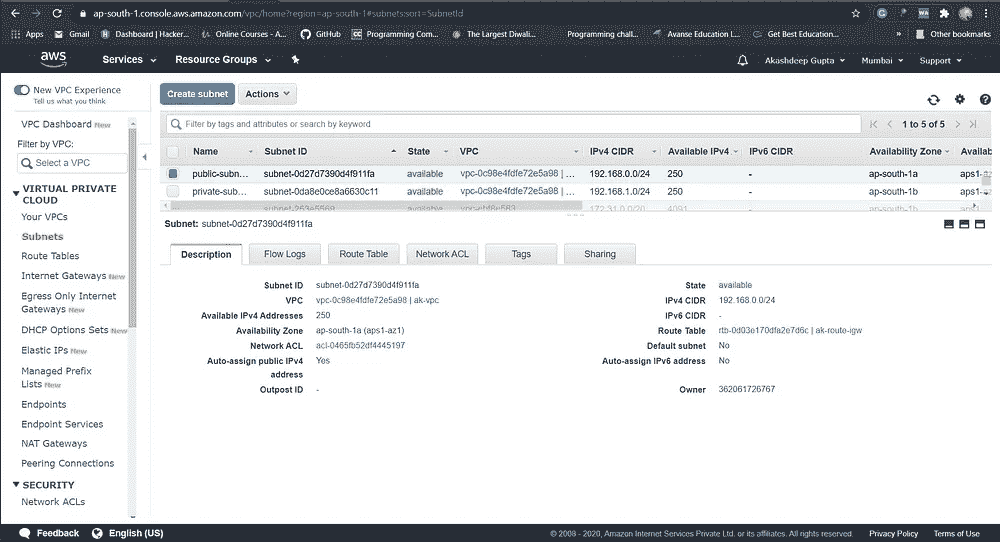 ap-south-1.console.aws.amazon.com/vpc/home?region=ap-south-1#subnets:sort=SubnetId
Apps Gmail Dashboard | Hacker... Online Courses - A... GitHub CC Programming Com... The Largest Diwali... Programming chall... Avanse Education L... Get Best Education... » Other bookmarks
aws Services Resource Groups Akashdeep Gupta Mumbai Support
New VPC Experience
Tell us what you think
Create subnet Actions
VPC Dashboard New
Filter by VPC:
Select a VPC
Filter by tags and attributes or search by keyword
1 to 5 of 5
Name Subnet ID State VPC IPv4 CIDR Available IPv4 IPv6 CIDR Availability Zone Availa
public-subn... subnet-0d27d7390d4f911fa available vpc-0c98e4fdfe72e5a98 | ... 192.168.0.0/24 250 - ap-south-1a aps1-
private-sub... subnet-0da8e0ce8a6630c11 available vpc-0c98e4fdfe72e5a98 | ... 192.168.1.0/24 250 - ap-south-1b aps1-
available 172.31.0.0/20 4091 ap-south-1b
VIRTUAL PRIVATE
CLOUD
Your VPCs
Subnets
Route Tables
Internet Gateways New
Egress Only Internet
Gateways New
DHCP Options Sets New
Elastic IPs New
Managed Prefix
Lists New
Endpoints
Endpoint Services
NAT Gateways
Peering Connections
SECURITY
Network ACLs
Subnet: subnet-0d27d7390d4f911fa
Description Flow Logs Route Table Network ACL Tags Sharing
Subnet ID subnet-0d27d7390d4f911fa State available
VPC vpc-0c98e4fdfe72e5a98 | ak-vpc IPv4 CIDR 192.168.0.0/24
Available IPv4 Addresses 250 IPv6 CIDR -
Availability Zone ap-south-1a (aps1-az1) Route Table rtb-0d03e170dfa2e7d6c | ak-route-igw
Network ACL acl-0465fb52df4445197 Default subnet No
Auto-assign public IPv4 Yes Auto-assign IPv6 address No
address
Outpost ID - Owner 362061726767
Feedback English (US) © 2008 - 2020, Amazon Internet Services Private Ltd. or its affiliates. All rights reserved. Privacy Policy Terms of Use